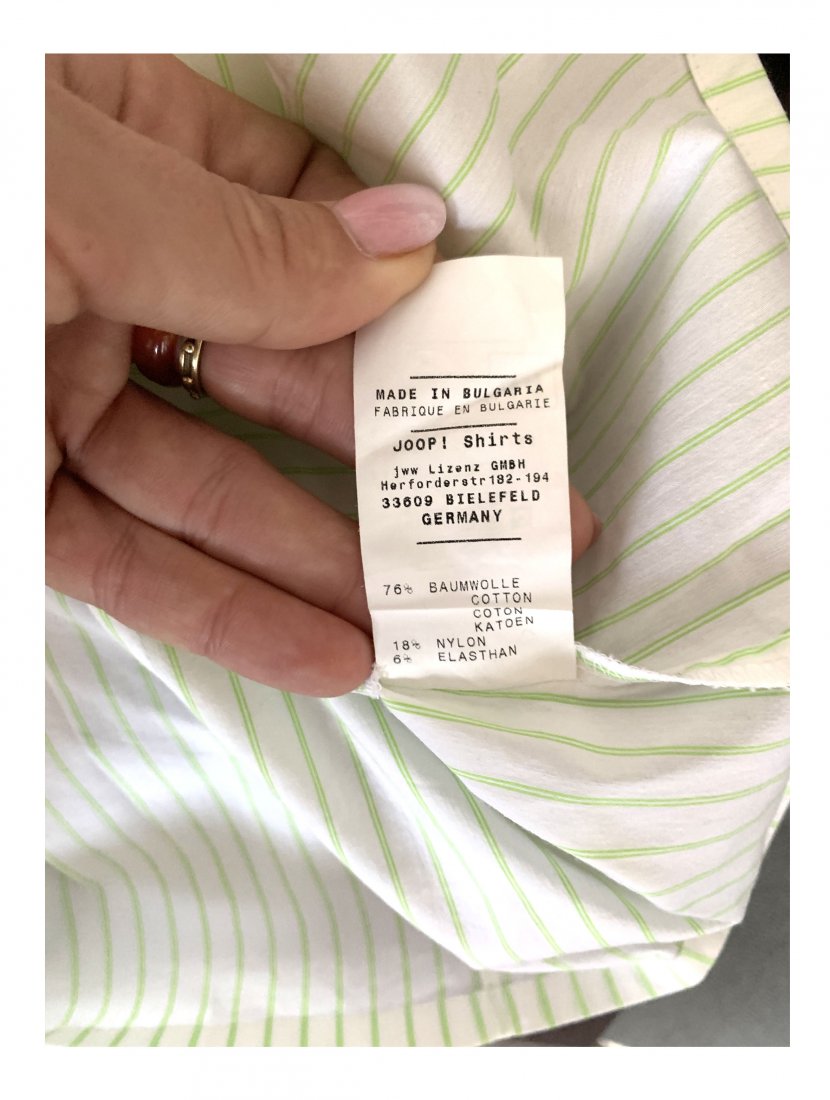 MADE IN BULGARIA
FABRIQUE EN BULGARIE
JOOP! Shirts
jww Lizenz GMBH
Herforderstr182-194
33609 BIELEFELD
GERMANY
76% BAUMWOLLE
COTTON
COTON
KATOEN
18% NYLON
6% ELASTHAN